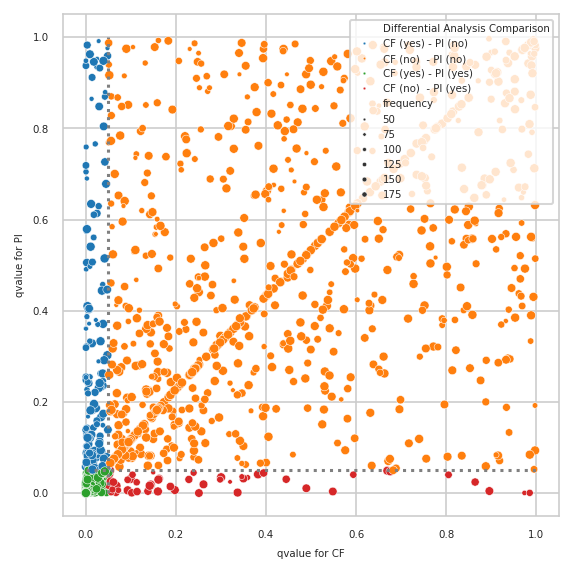 Differential Analysis Comparison
CF (yes) - PI (no)
CF (no)  - PI (no)
CF (yes) - PI (yes)
CF (no)  - PI (yes)
frequency
50
75
100
125
150
175
1.0
0.8
0.6
0.4
0.2
0.0
qvalue for PI
0.0 0.2 0.4 0.6 0.8 1.0
qvalue for CF